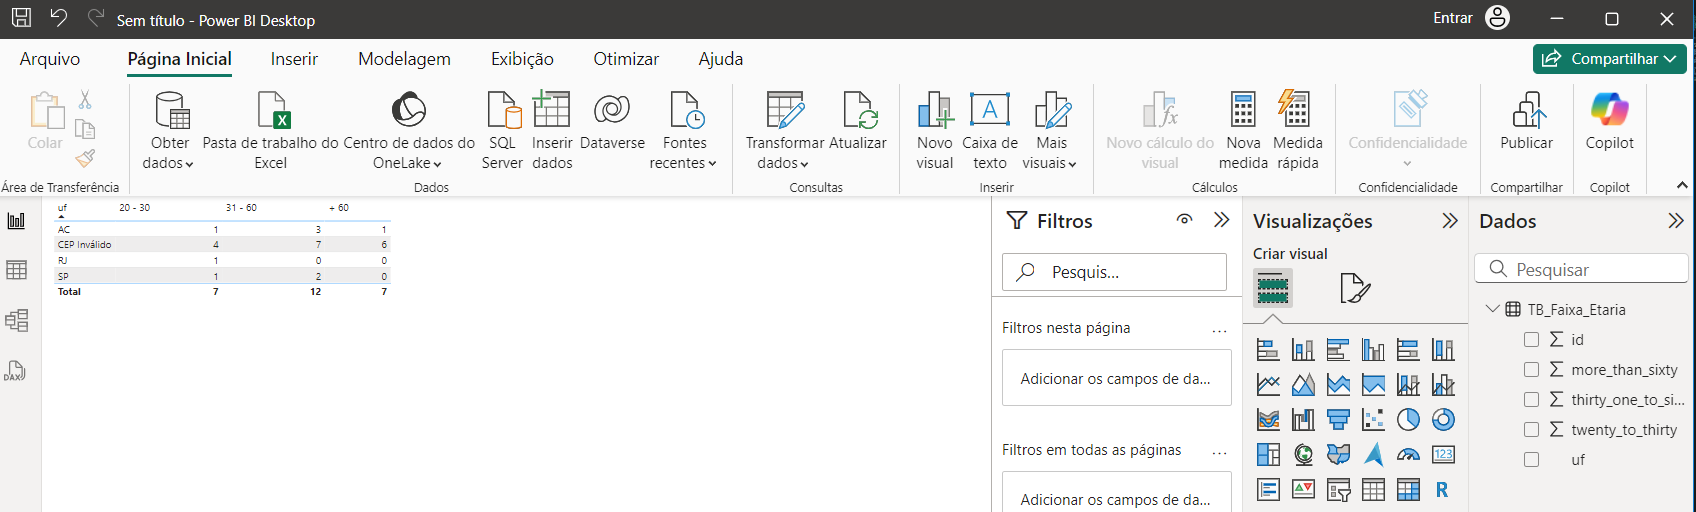 Sem título - Power BI Desktop
Entrar
Arquivo
Página Inicial
Inserir
Modelagem
Exibição
Otimizar
Ajuda
Compartilhar
Colar
Obter dados
Pasta de trabalho do Excel
Centro de dados do OneLake
SQL Server
Inserir dados
Dataverse
Fontes recentes
Transformar dados
Atualizar
Novo visual
Caixa de texto
Mais visuais
Novo cálculo do visual
Nova medida
Medida rápida
Confidencialidade
Publicar
Copilot
Área de Transferência
Dados
Consultas
Inserir
Cálculos
Confidencialidade
Compartilhar
Copilot
uf 20 - 30 31 - 60 + 60
AC 1 3 1
CEP Inválido 4 7 6
RJ 1 0 0
SP 1 2 0
Total 7 12 7
DAX
Filtros
Pesquis...
Filtros nesta página ...
Adicionar os campos de da...
Filtros em todas as páginas ...
Adicionar os campos de da...
Visualizações
Criar visual
123
R
Dados
Pesquisar
TB_Faixa_Etaria
id
more_than_sixty
thirty_one_to_si...
twenty_to_thirty
uf